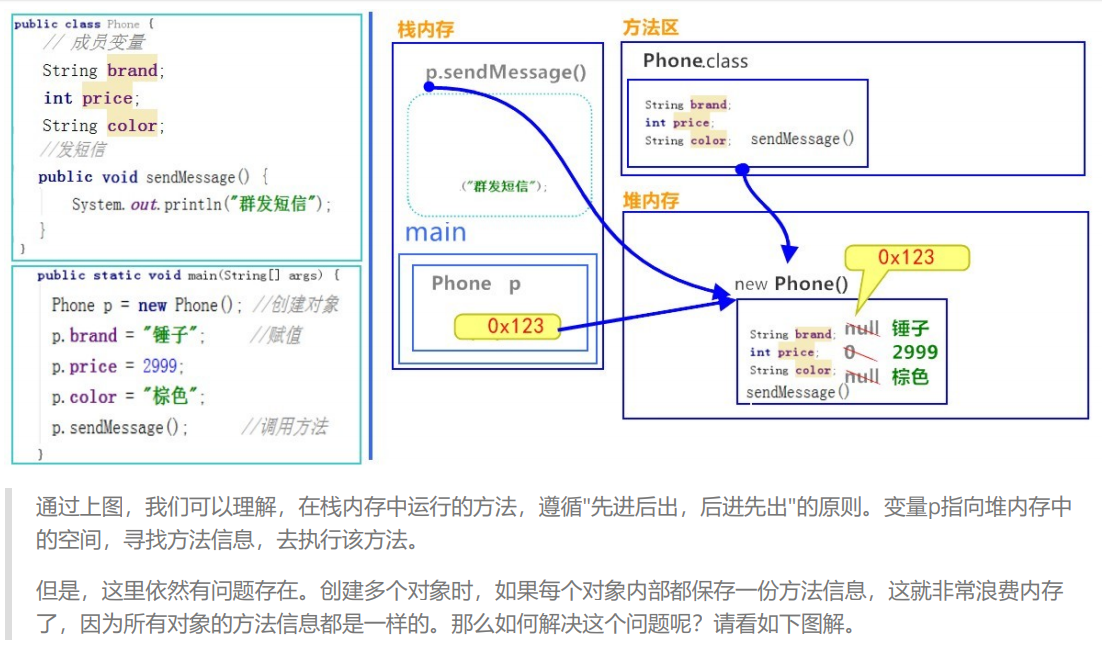 public class Phone {
// 成员变量
String brand;
int price;
String color;
//发短信
public void sendMessage() {
System.out.println("群发短信");
}
}
public static void main(String[] args) {
Phone p = new Phone(); //创建对象
p.brand = "锤子"; //赋值
p.price = 2999;
p.color = "棕色";
p.sendMessage(); //调用方法
}
栈内存
p.sendMessage()
("群发短信");
main
Phone p
0x123
方法区
Phone.class
String brand;
int price;
String color; sendMessage()
堆内存
0x123
new Phone()
String brand; null 锤子
int price; 0 2999
String color; null 棕色
sendMessage()
通过上图，我们可以理解，在栈内存中运行的方法，遵循"先进后出，后进先出"的原则。变量p指向堆内存中
的空间，寻找方法信息，去执行该方法。
但是，这里依然有问题存在。创建多个对象时，如果每个对象内部都保存一份方法信息，这就非常浪费内存
了，因为所有对象的方法信息都是一样的。那么如何解决这个问题呢？请看如下图解。